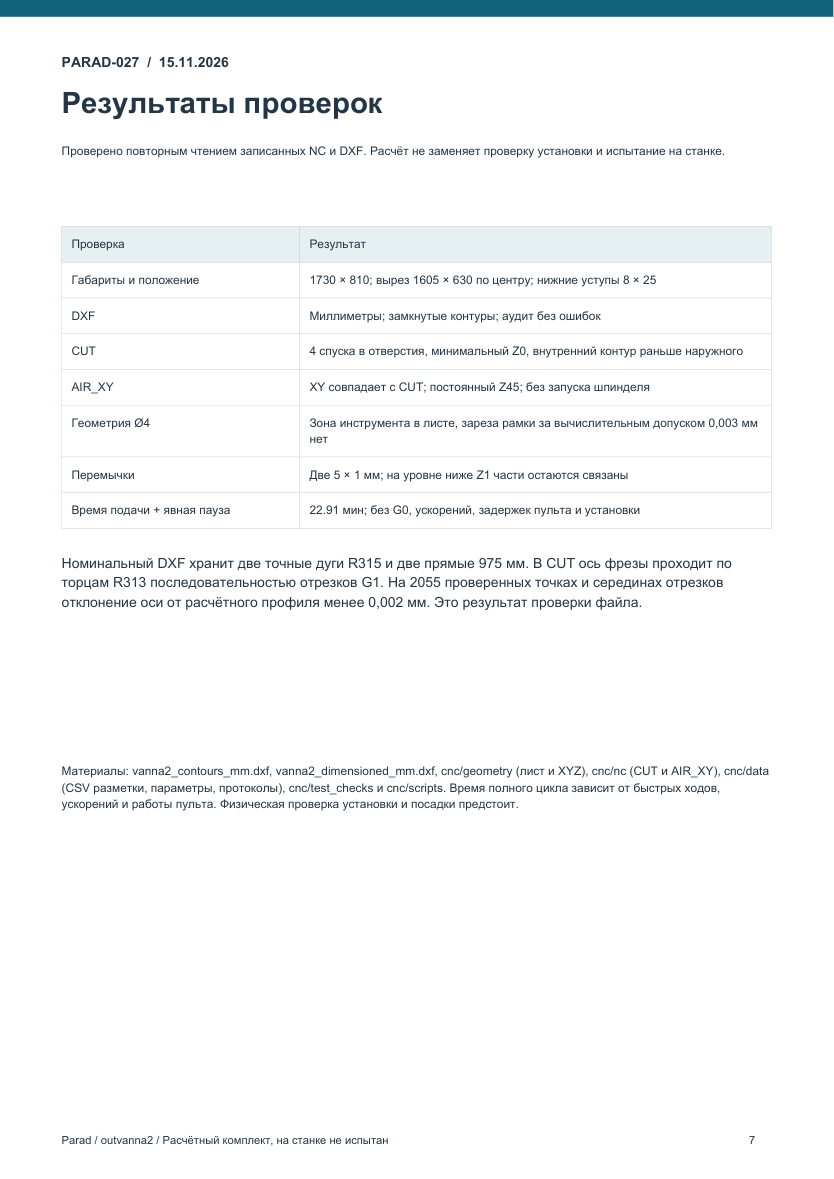 PARAD-027 / 15.11.2026
Результаты проверок
Проверено повторным чтением записанных NC и DXF. Расчёт не заменяет проверку установки и испытание на станке.
Проверка Результат
Габариты и положение 1730 × 810; вырез 1605 × 630 по центру; нижние уступы 8 × 25
DXF Миллиметры; замкнутые контуры; аудит без ошибок
CUT 4 спуска в отверстия, минимальный Z0, внутренний контур раньше наружного
AIR_XY XY совпадает с CUT; постоянный Z45; без запуска шпинделя
Геометрия Ø4 Зона инструмента в листе, зареза рамки за вычислительным допуском 0,003 мм
нет
Перемычки Две 5 × 1 мм; на уровне ниже Z1 части остаются связаны
Время подачи + явная пауза 22.91 мин; без G0, ускорений, задержек пульта и установки
Номинальный DXF хранит две точные дуги R315 и две прямые 975 мм. В CUT ось фрезы проходит по
торцам R313 последовательностью отрезков G1. На 2055 проверенных точках и серединах отрезков
отклонение оси от расчётного профиля менее 0,002 мм. Это результат проверки файла.
Материалы: vanna2_contours_mm.dxf, vanna2_dimensioned_mm.dxf, cnc/geometry (лист и XYZ), cnc/nc (CUT и AIR_XY), cnc/data
(CSV разметки, параметры, протоколы), cnc/test_checks и cnc/scripts. Время полного цикла зависит от быстрых ходов,
ускорений и работы пульта. Физическая проверка установки и посадки предстоит.
Parad / outvanna2 / Расчётный комплект, на станке не испытан 7